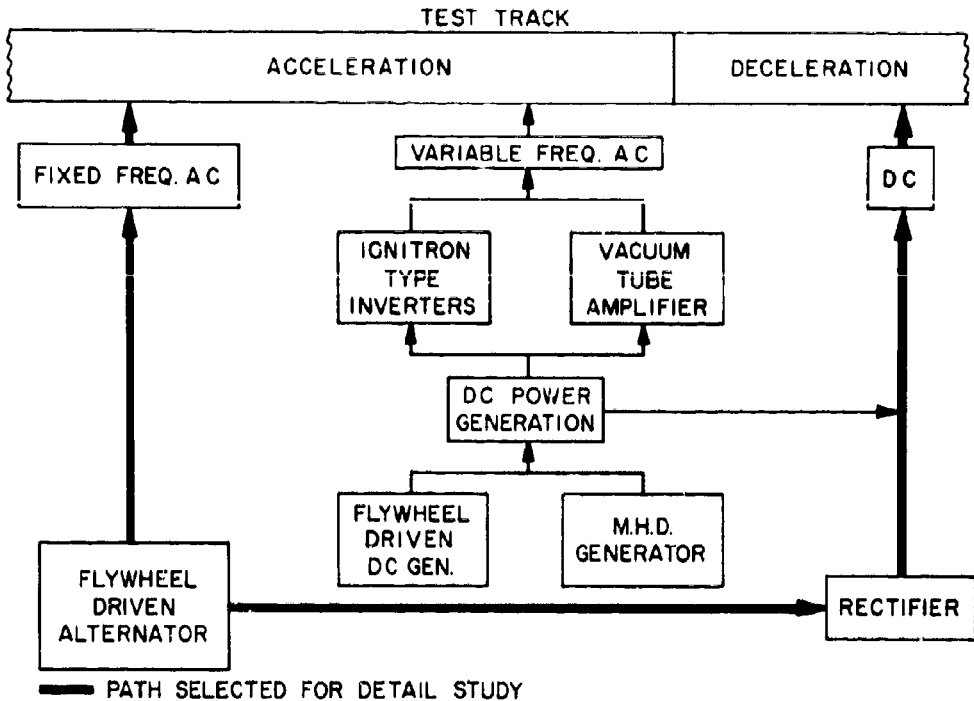 TEST TRACK
ACCELERATION
DECELERATION
FIXED FREQ. AC
VARIABLE FREQ. AC
DC
IGNITRON
TYPE
INVERTERS
VACUUM
TUBE
AMPLIFIER
DC POWER
GENERATION
FLYWHEEL
DRIVEN
DC GEN.
M.H.D.
GENERATOR
FLYWHEEL
DRIVEN
ALTERNATOR
RECTIFIER
PATH SELECTED FOR DETAIL STUDY